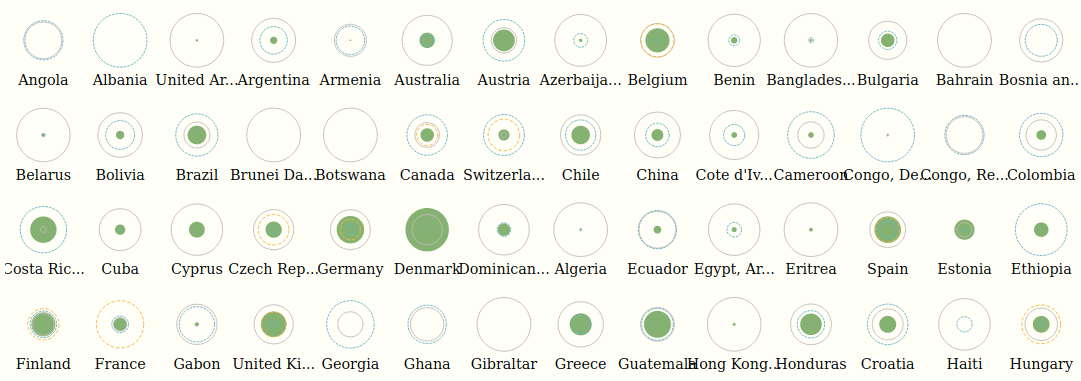 Angola Albania United Ar... Argentina Armenia Australia Austria Azerbaija... Belgium Benin Banglades... Bulgaria Bahrain Bosnia an...
Belarus Bolivia Brazil Brunei Da... Botswana Canada Switzerla... Chile China Cote d'Iv... Cameroon Congo, De... Congo, Re... Colombia
Costa Ric... Cuba Cyprus Czech Rep... Germany Denmark Dominican... Algeria Ecuador Egypt, Ar... Eritrea Spain Estonia Ethiopia
Finland France Gabon United Ki... Georgia Ghana Gibraltar Greece Guatemala Hong Kong... Honduras Croatia Haiti Hungary